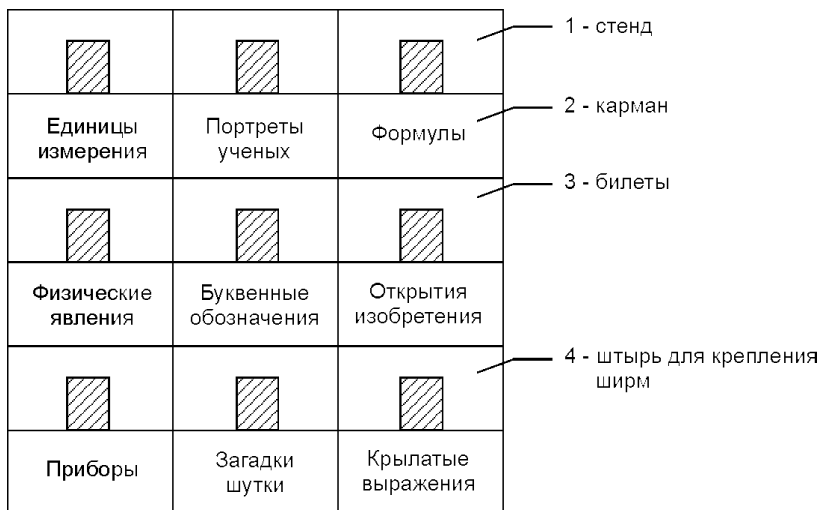 1 - стенд
Единицы
измерения
Портреты
ученых
Формулы
2 - карман
3 - билеты
Физические
явления
Буквенные
обозначения
Открытия
изобретения
4 - штырь для крепления
ширм
Приборы
Загадки
шутки
Крылатые
выражения